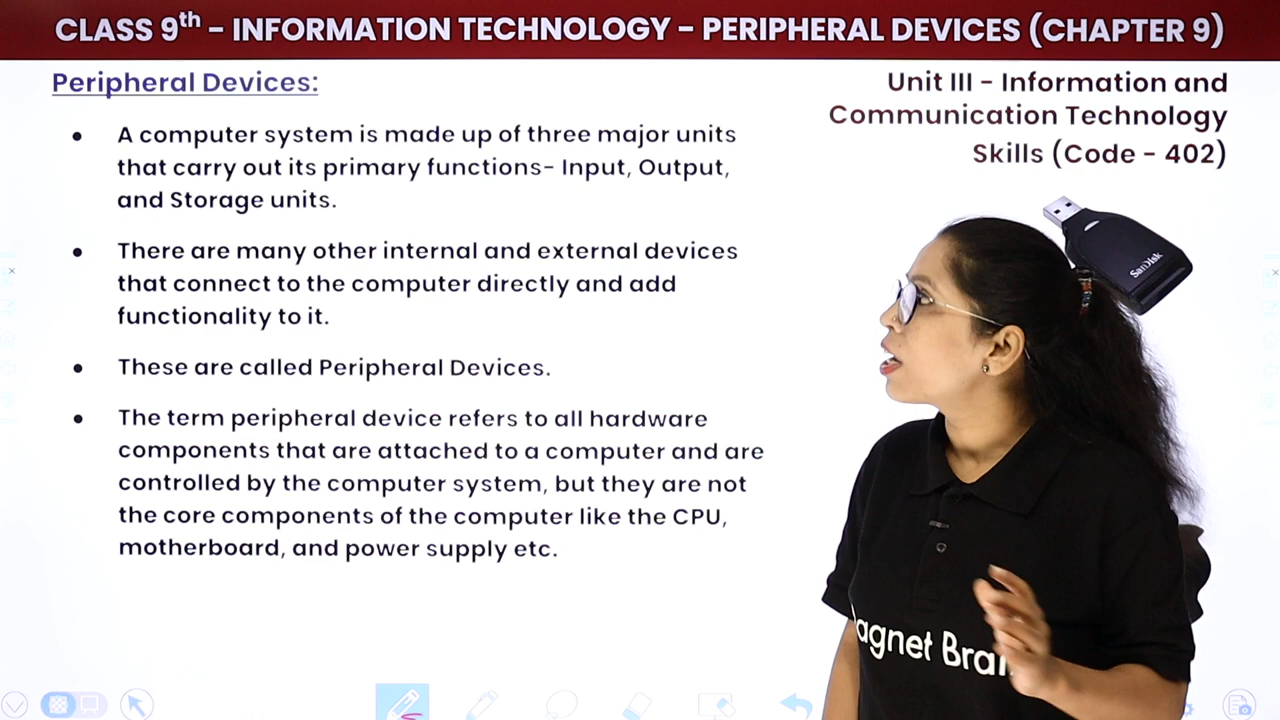 CLASS 9th – INFORMATION TECHNOLOGY – PERIPHERAL DEVICES (CHAPTER 9)
Peripheral Devices:
Unit III - Information and
Communication Technology
Skills (Code - 402)
• A computer system is made up of three major units
that carry out its primary functions- Input, Output,
and Storage units.
• There are many other internal and external devices
that connect to the computer directly and add
functionality to it.
• These are called Peripheral Devices.
• The term peripheral device refers to all hardware
components that are attached to a computer and are
controlled by the computer system, but they are not
the core components of the computer like the CPU,
motherboard, and power supply etc.
SanDisk
agnet Bra